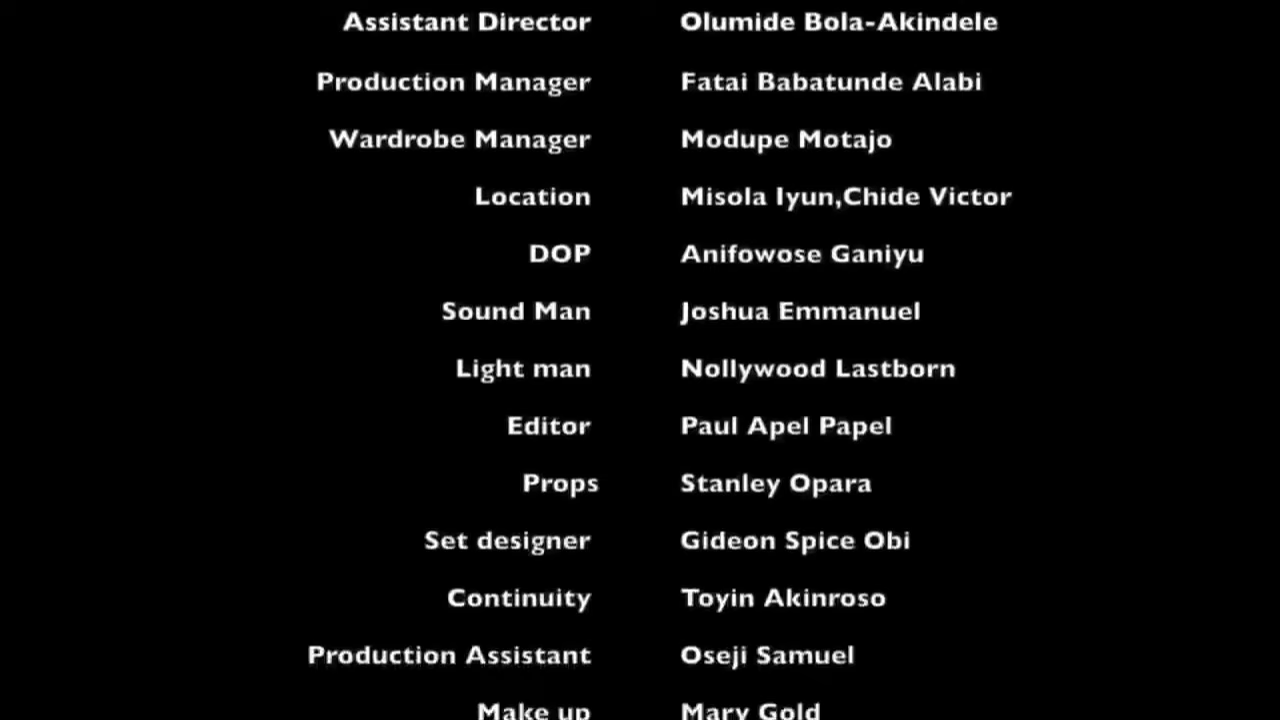 Assistant Director Olumide Bola-Akindele
Production Manager Fatai Babatunde Alabi
Wardrobe Manager Modupe Motajo
Location Misola Iyun,Chide Victor
DOP Anifowose Ganiyu
Sound Man Joshua Emmanuel
Light man Nollywood Lastborn
Editor Paul Apel Papel
Props Stanley Opara
Set designer Gideon Spice Obi
Continuity Toyin Akinroso
Production Assistant Oseji Samuel
Make up Mary Gold